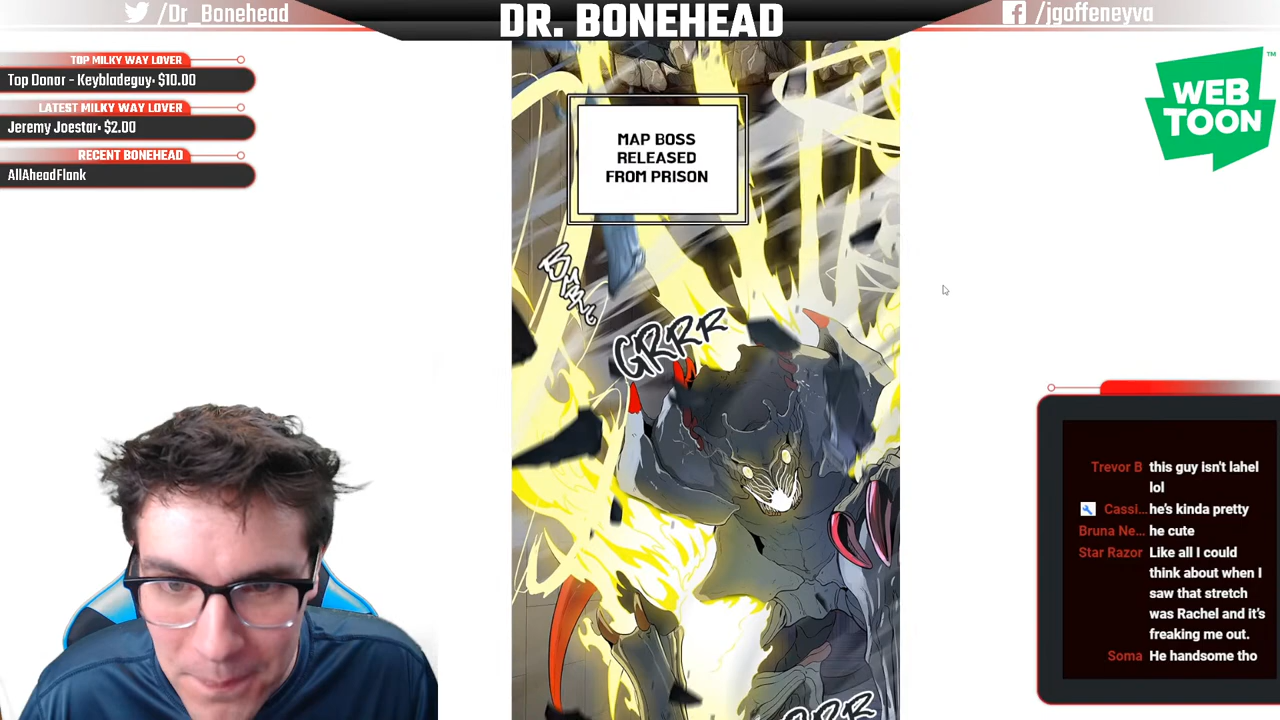 /Dr_Bonehead
DR. BONEHEAD
/jgoffeneyva
TOP MILKY WAY LOVER
Top Donor - Keybladeguy• $10.00
LATEST MILKY WAY LOVER
Jeremy Joestar• $2.00
RECENT BONEHEAD
AllAheadFlank
WEB
TOON
TM
MAP BOSS
RELEASED
FROM PRISON
GRRR
Trevor B this guy isn't lahel
lol
Cassi... he's kinda pretty
Bruna Ne... he cute
Star Razor Like all I could
think about when I
saw that stretch
was Rachel and it's
freaking me out.
Soma He handsome tho